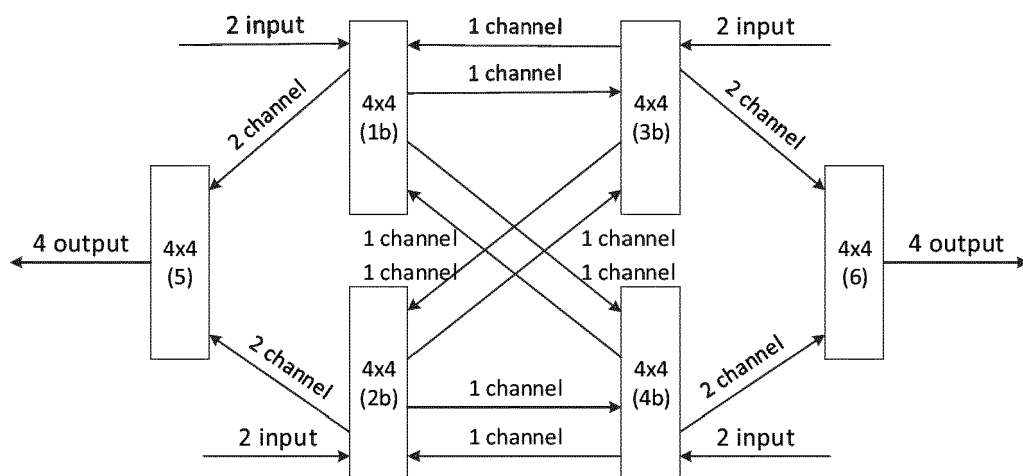 2 input
1 channel
2 input
1 channel
2 channel
4x4
(1b)
4x4
(3b)
2 channel
4 output
4x4
(5)
1 channel
1 channel
1 channel
1 channel
4x4
(6)
4 output
2 channel
4x4
(2b)
1 channel
4x4
(4b)
2 channel
2 input
1 channel
2 input